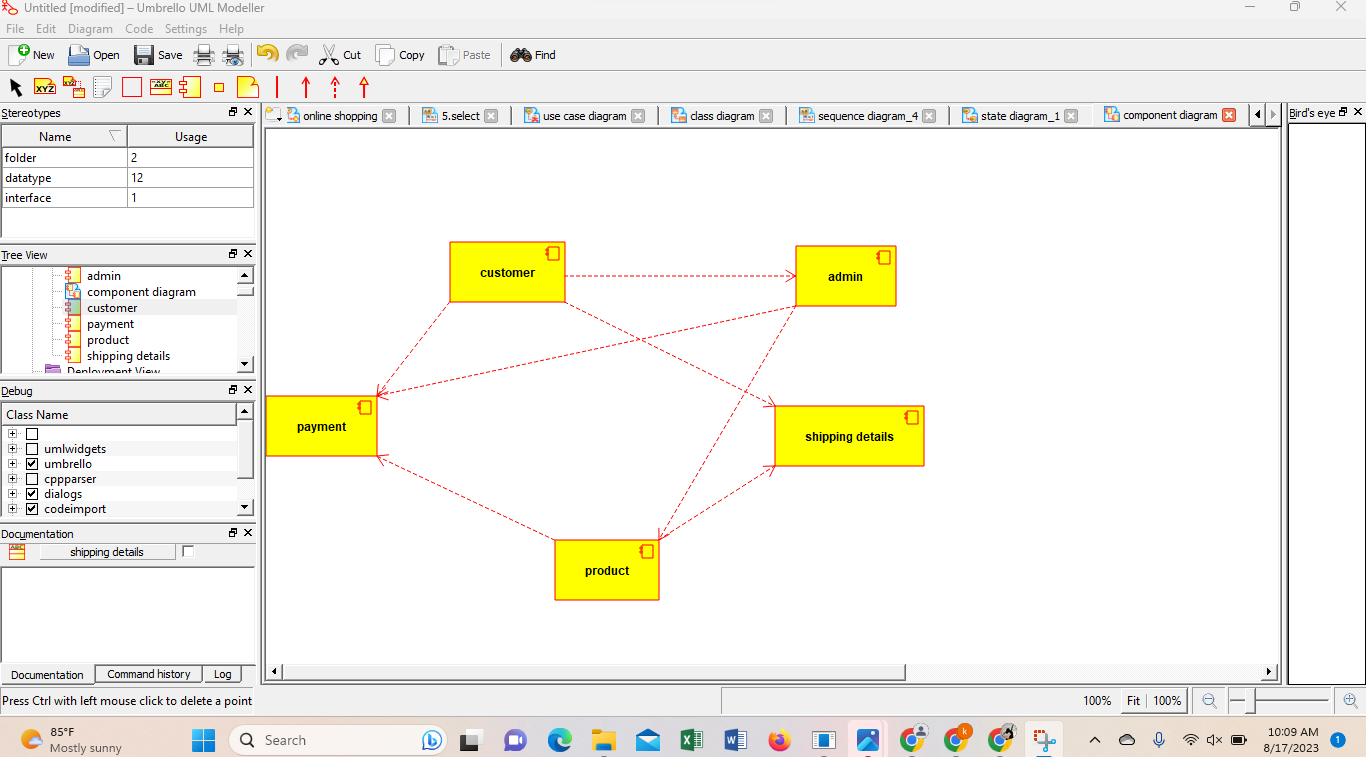 Untitled [modified] – Umbrello UML Modeller
File Edit Diagram Code Settings Help
New Open Save Cut Copy Paste Find
XYZ
Stereotypes
Name Usage
folder 2
datatype 12
interface 1
Tree View
admin
component diagram
customer
payment
product
shipping details
Deployment View
Debug
Class Name
umlwidgets
umbrello
cppparser
dialogs
codeimport
Documentation
shipping details
Documentation Command history Log
Press Ctrl with left mouse click to delete a point
online shopping 5.select use case diagram class diagram sequence diagram_4 state diagram_1 component diagram
Bird's eye
customer
admin
payment
shipping details
product
100% Fit 100%
85°F
Mostly sunny
Search
10:09 AM
8/17/2023
1